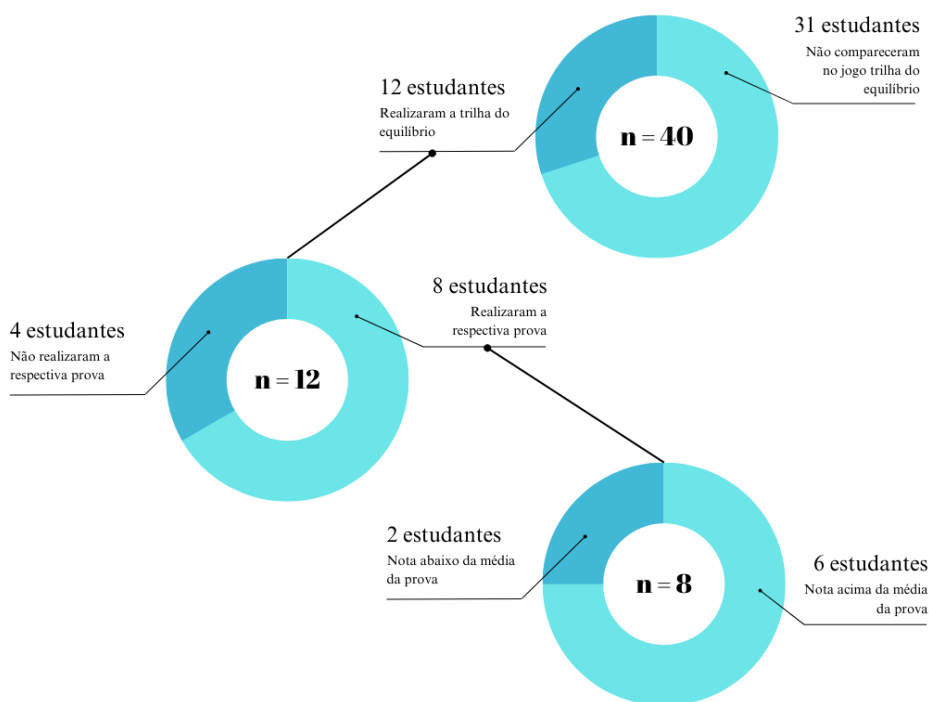 31 estudantes
Não compareceram
no jogo trilha do
equilíbrio
12 estudantes
Realizaram a trilha do
equilíbrio
n = 40
8 estudantes
Realizaram a
respectiva prova
4 estudantes
Não realizaram a
respectiva prova
n = 12
2 estudantes
Nota abaixo da média
da prova
n = 8
6 estudantes
Nota acima da média
da prova